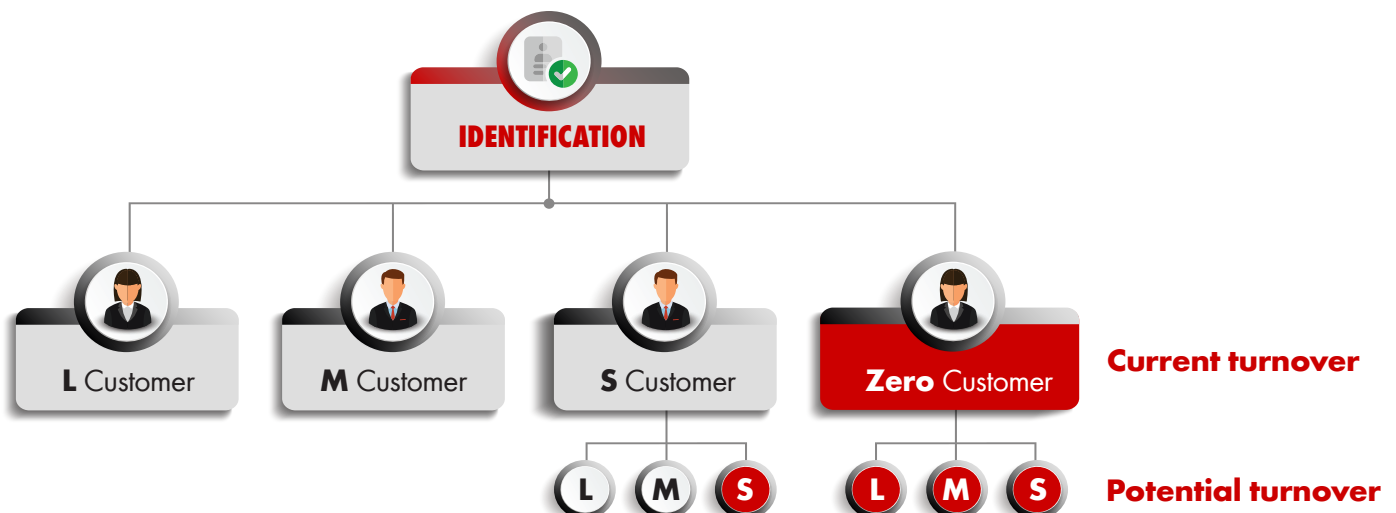 IDENTIFICATION
L Customer
M Customer
S Customer
Zero Customer
Current turnover
L
M
S
L
M
S
Potential turnover